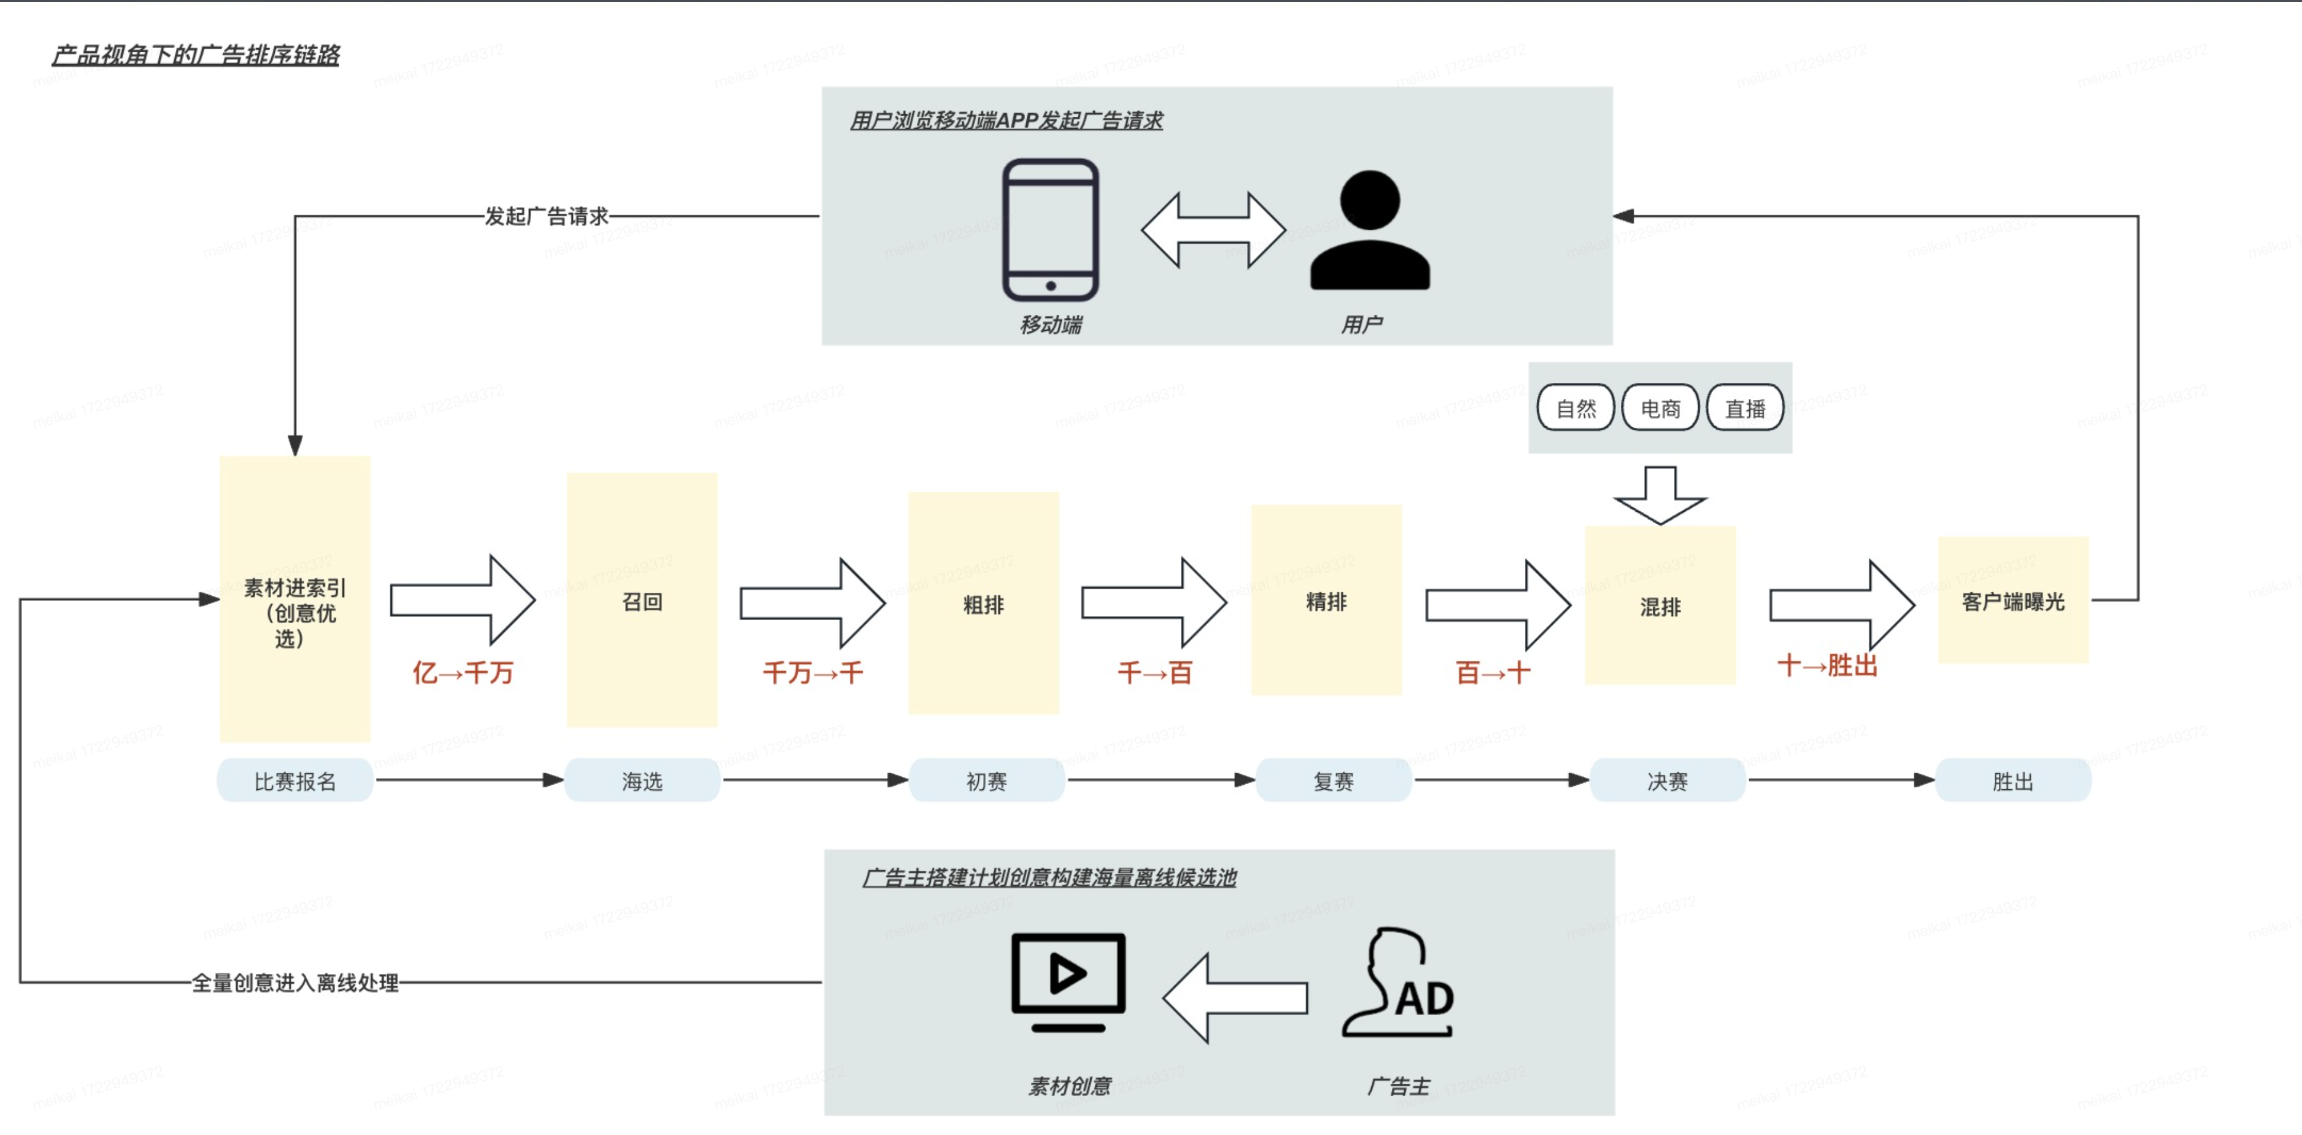 产品视角下的广告排序链路
用户浏览移动端APP发起广告请求
发起广告请求
移动端
用户
自然
电商
直播
素材进索引
（创意优
选）
召回
粗排
精排
混排
客户端曝光
亿→千万
千万→千
千→百
百→十
十→胜出
比赛报名
海选
初赛
复赛
决赛
胜出
广告主搭建计划创意构建海量离线候选池
全量创意进入离线处理
AD
素材创意
广告主
meikai 1722949372